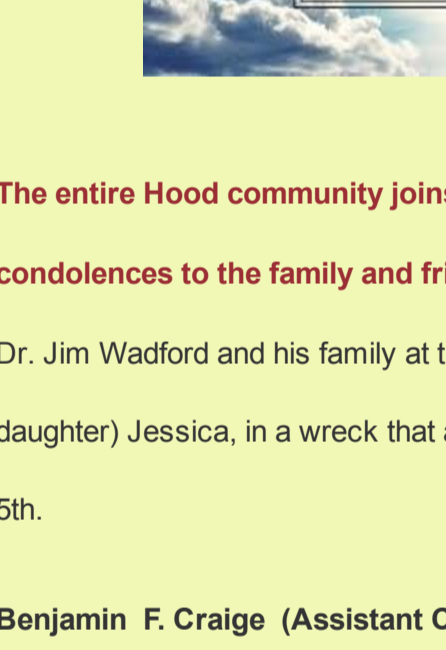 The entire Hood community joins
condolences to the family and fri
Dr. Jim Wadford and his family at t
daughter) Jessica, in a wreck that a
5th.
Benjamin F. Craige (Assistant C